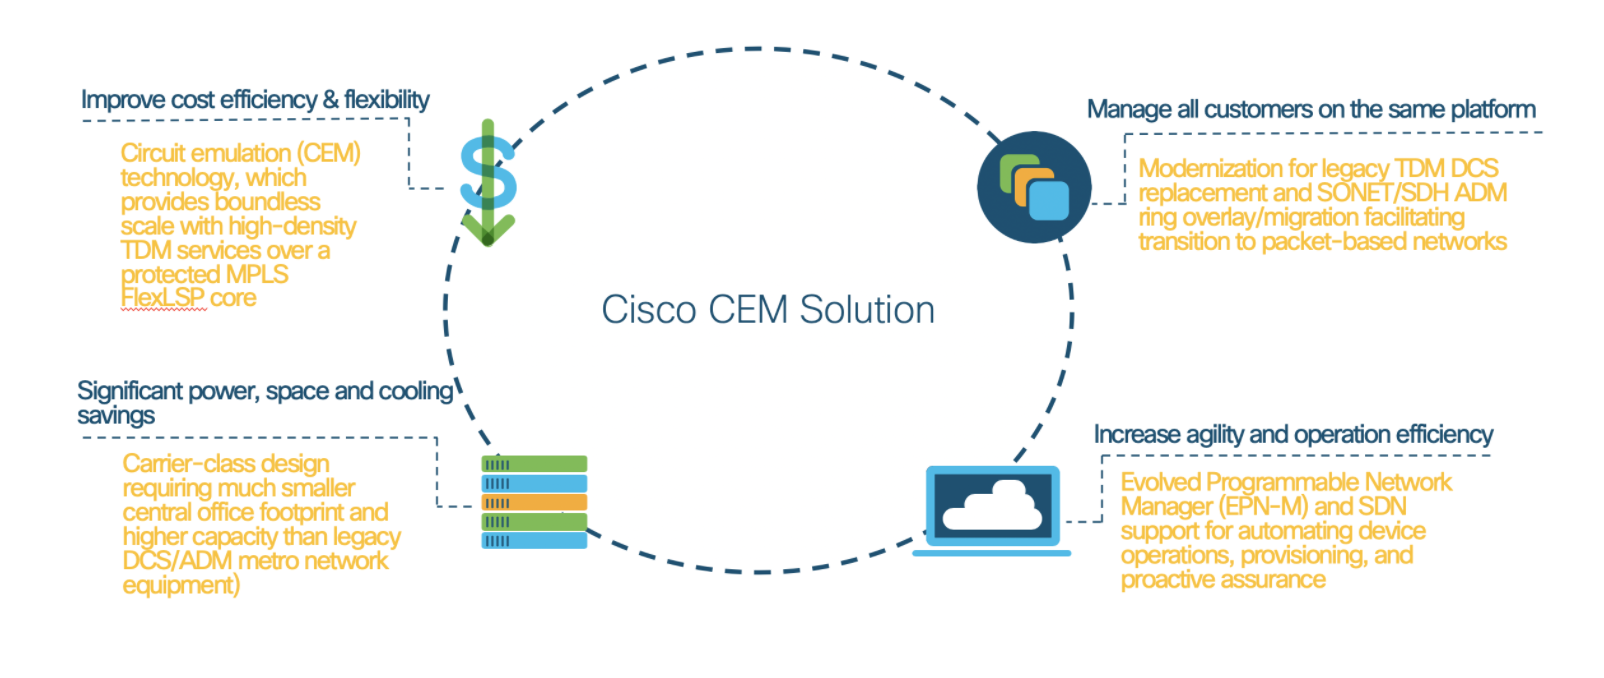 Improve cost efficiency & flexibility
Circuit emulation (CEM)
technology, which
provides boundless
scale with high-density
TDM services over a
protected MPLS
FlexLSP core
Manage all customers on the same platform
Modernization for legacy TDM DCS
replacement and SONET/SDH ADM
ring overlay/migration facilitating
transition to packet-based networks
Cisco CEM Solution
Significant power, space and cooling
savings
Carrier-class design
requiring much smaller
central office footprint and
higher capacity than legacy
DCS/ADM metro network
equipment)
Increase agility and operation efficiency
Evolved Programmable Network
Manager (EPN-M) and SDN
support for automating device
operations, provisioning, and
proactive assurance